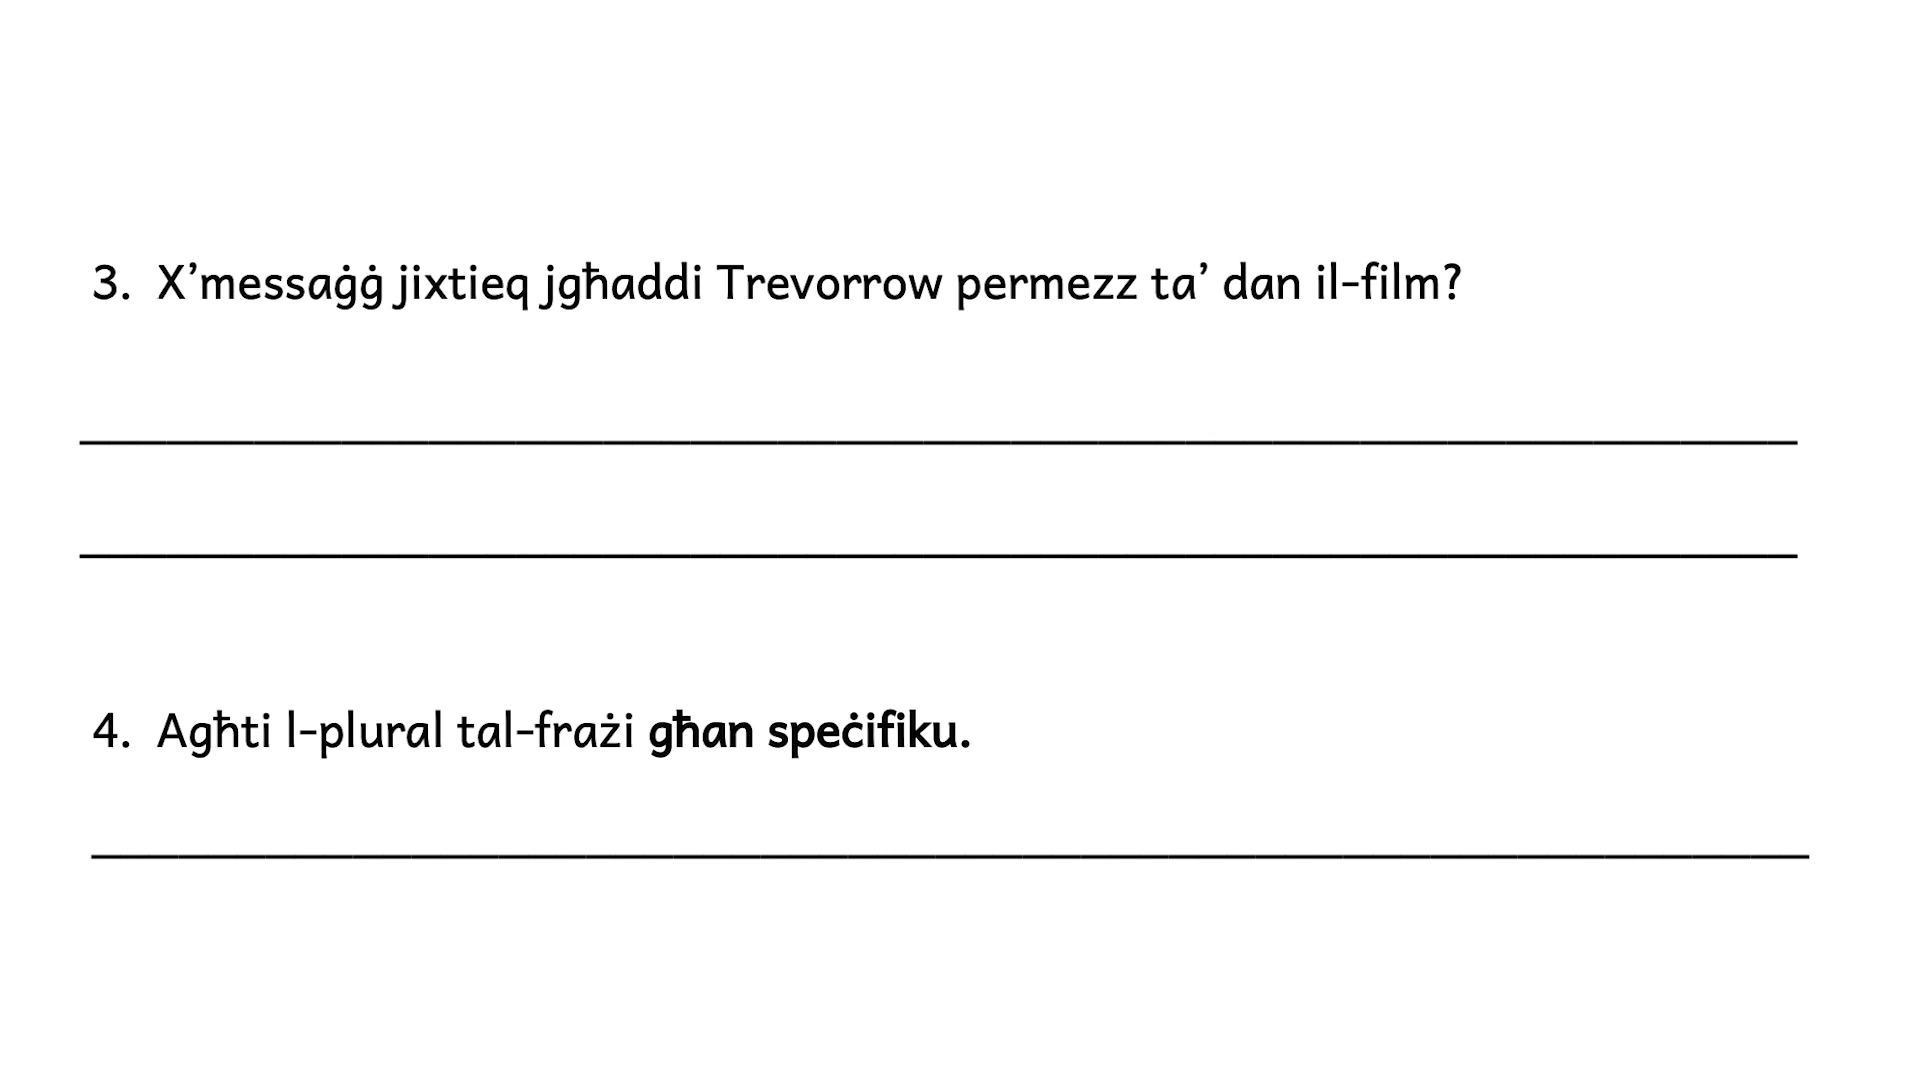 3. X’messaġġ jixtieq jgħaddi Trevorrow permezz ta’ dan il-film?
4. Agħti l-plural tal-frażi għan speċifiku.